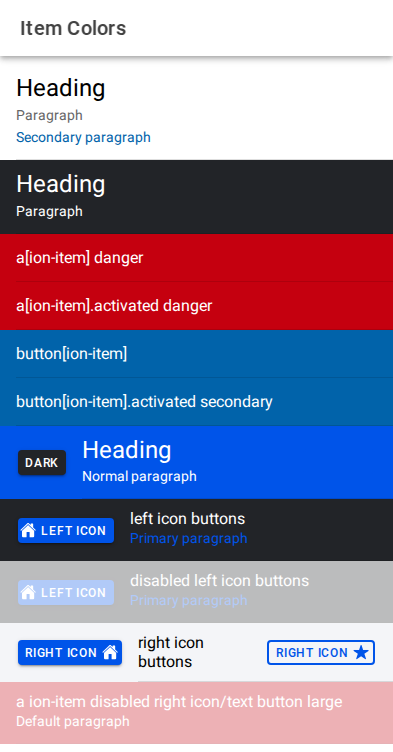 Item Colors
Heading
Paragraph
Secondary paragraph
Heading
Paragraph
a[ion-item] danger
a[ion-item].activated danger
button[ion-item]
button[ion-item].activated secondary
DARK
Heading
Normal paragraph
LEFT ICON
left icon buttons
Primary paragraph
LEFT ICON
disabled left icon buttons
Primary paragraph
RIGHT ICON
right icon
buttons
RIGHT ICON
a ion-item disabled right icon/text button large
Default paragraph